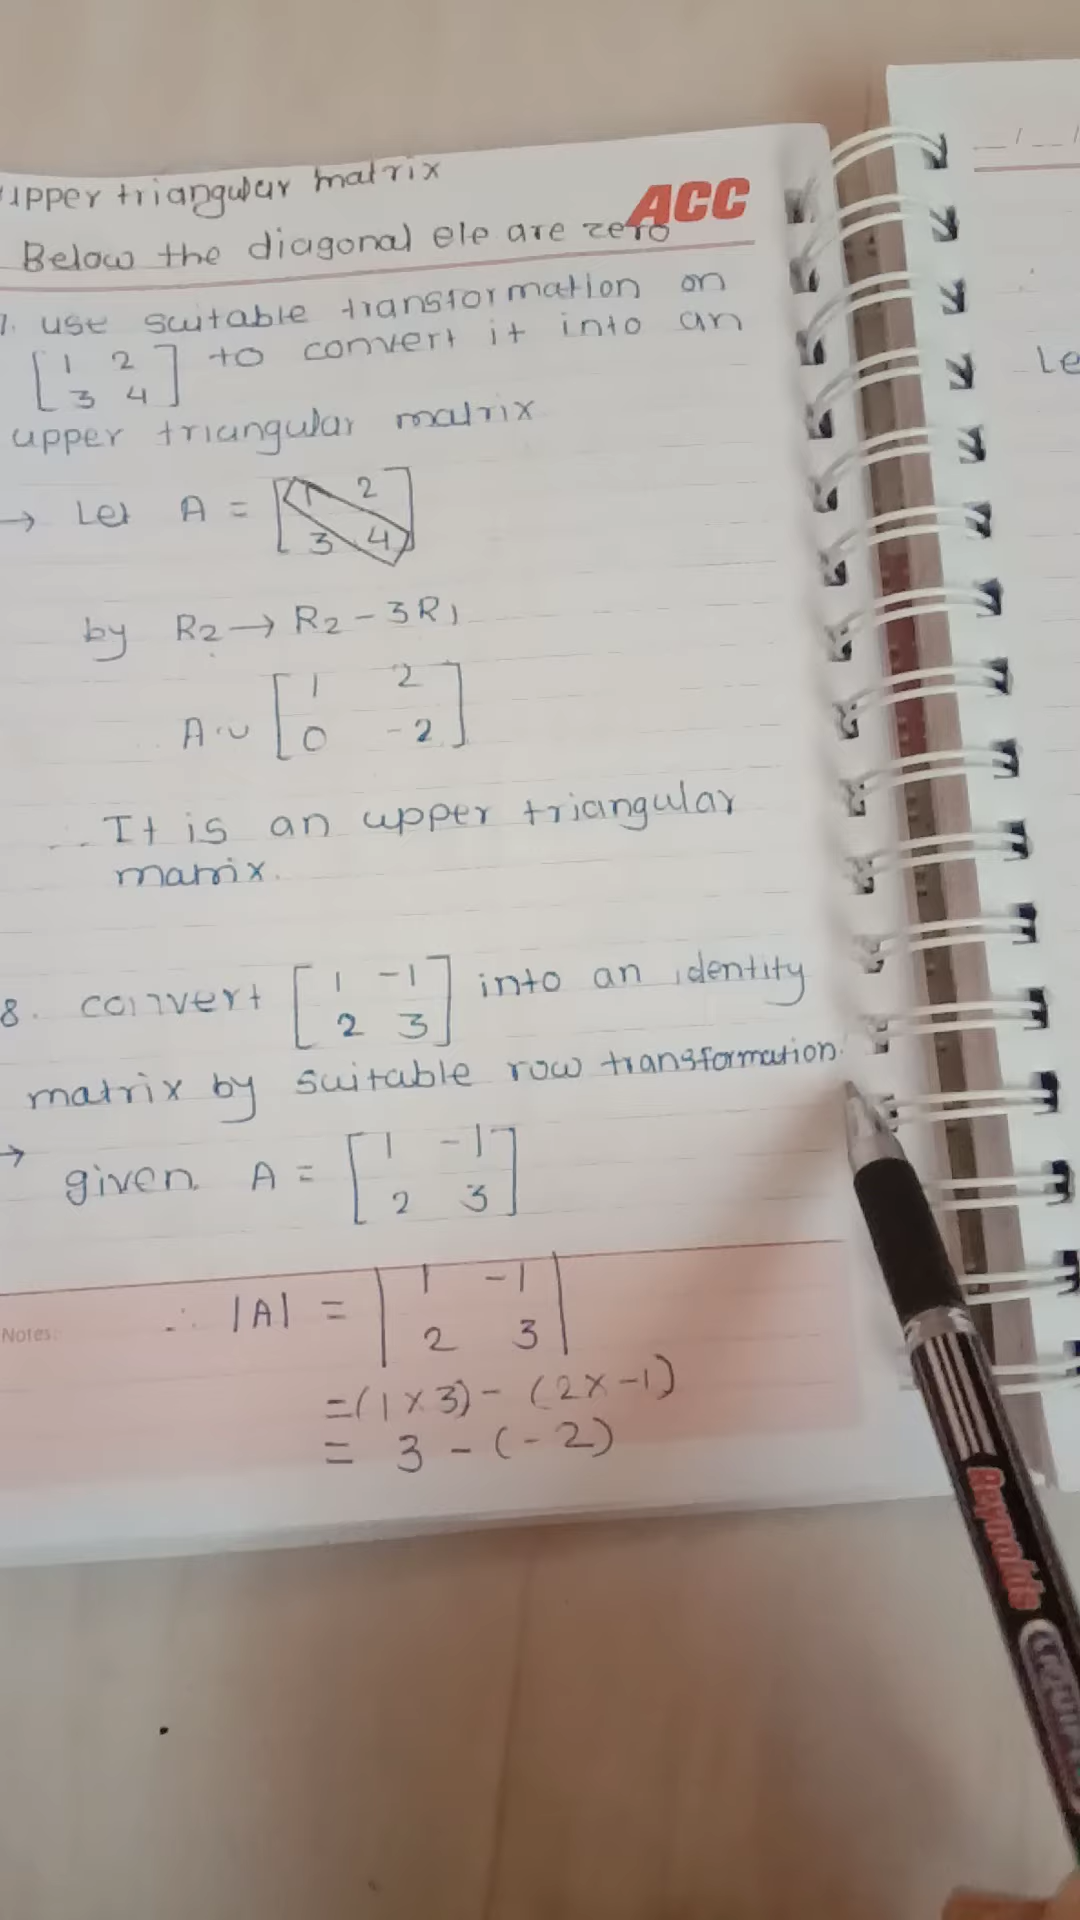 upper triangular matrix
ACC
Below the diagonal ele are zero
7. use suitable transformation on
[1 2
3 4] to convert it into an
upper triangular matrix
→ Let A = [1 2
3 4]
by R2 → R2 - 3R1
A ~ [1 2
0 -2]
∴ It is an upper triangular
matrix.
8. convert [1 -1
2 3] into an identity
matrix by suitable row transformation.
→ given A = [1 -1
2 3]
Notes:
∴ |A| = |1 -1
2 3|
= (1 × 3) - (2 × -1)
= 3 - (-2)
Le
Reynolds